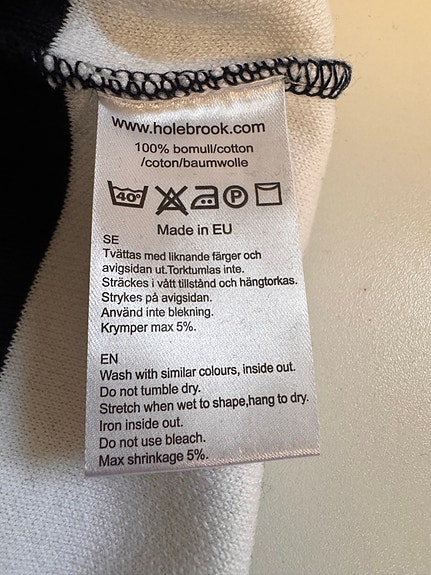 www.holebrook.com
100% bomull/cotton
/coton/baumwolle
40° P
Made in EU
SE
Tvättas med liknande färger och
avigsidan ut.Torktumlas inte.
Sträckes i vått tillstånd och hängtorkas.
Strykes på avigsidan.
Använd inte blekning.
Krymper max 5%.
EN
Wash with similar colours, inside out.
Do not tumble dry.
Stretch when wet to shape,hang to dry.
Iron inside out.
Do not use bleach.
Max shrinkage 5%.